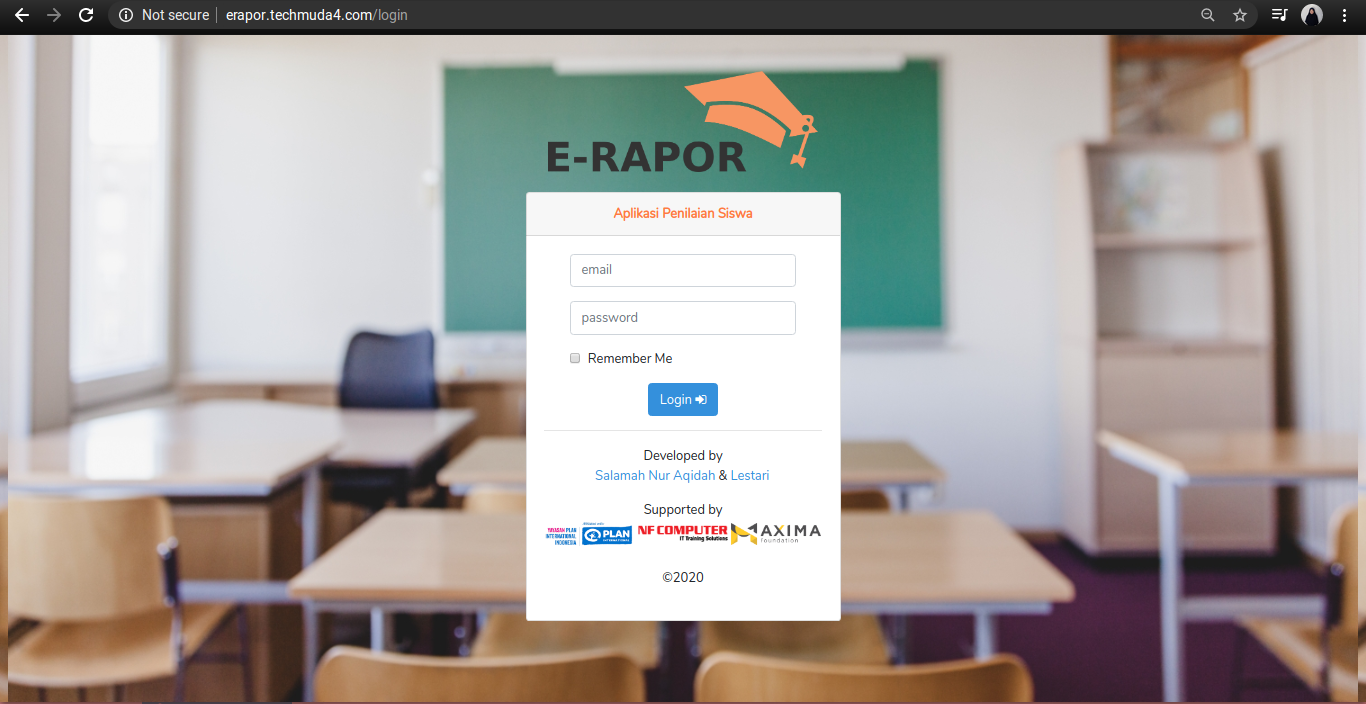 Not secure | erapor.techmuda4.com/login
E-RAPOR
Aplikasi Penilaian Siswa
email
password
Remember Me
Login
Developed by
Salamah Nur Aqidah & Lestari
Supported by
YAYASAN PLAN
INTERNATIONAL
INDONESIA
PLAN
INTERNATIONAL
NF COMPUTER
IT Training Solutions
MAXIMA
foundation
©2020